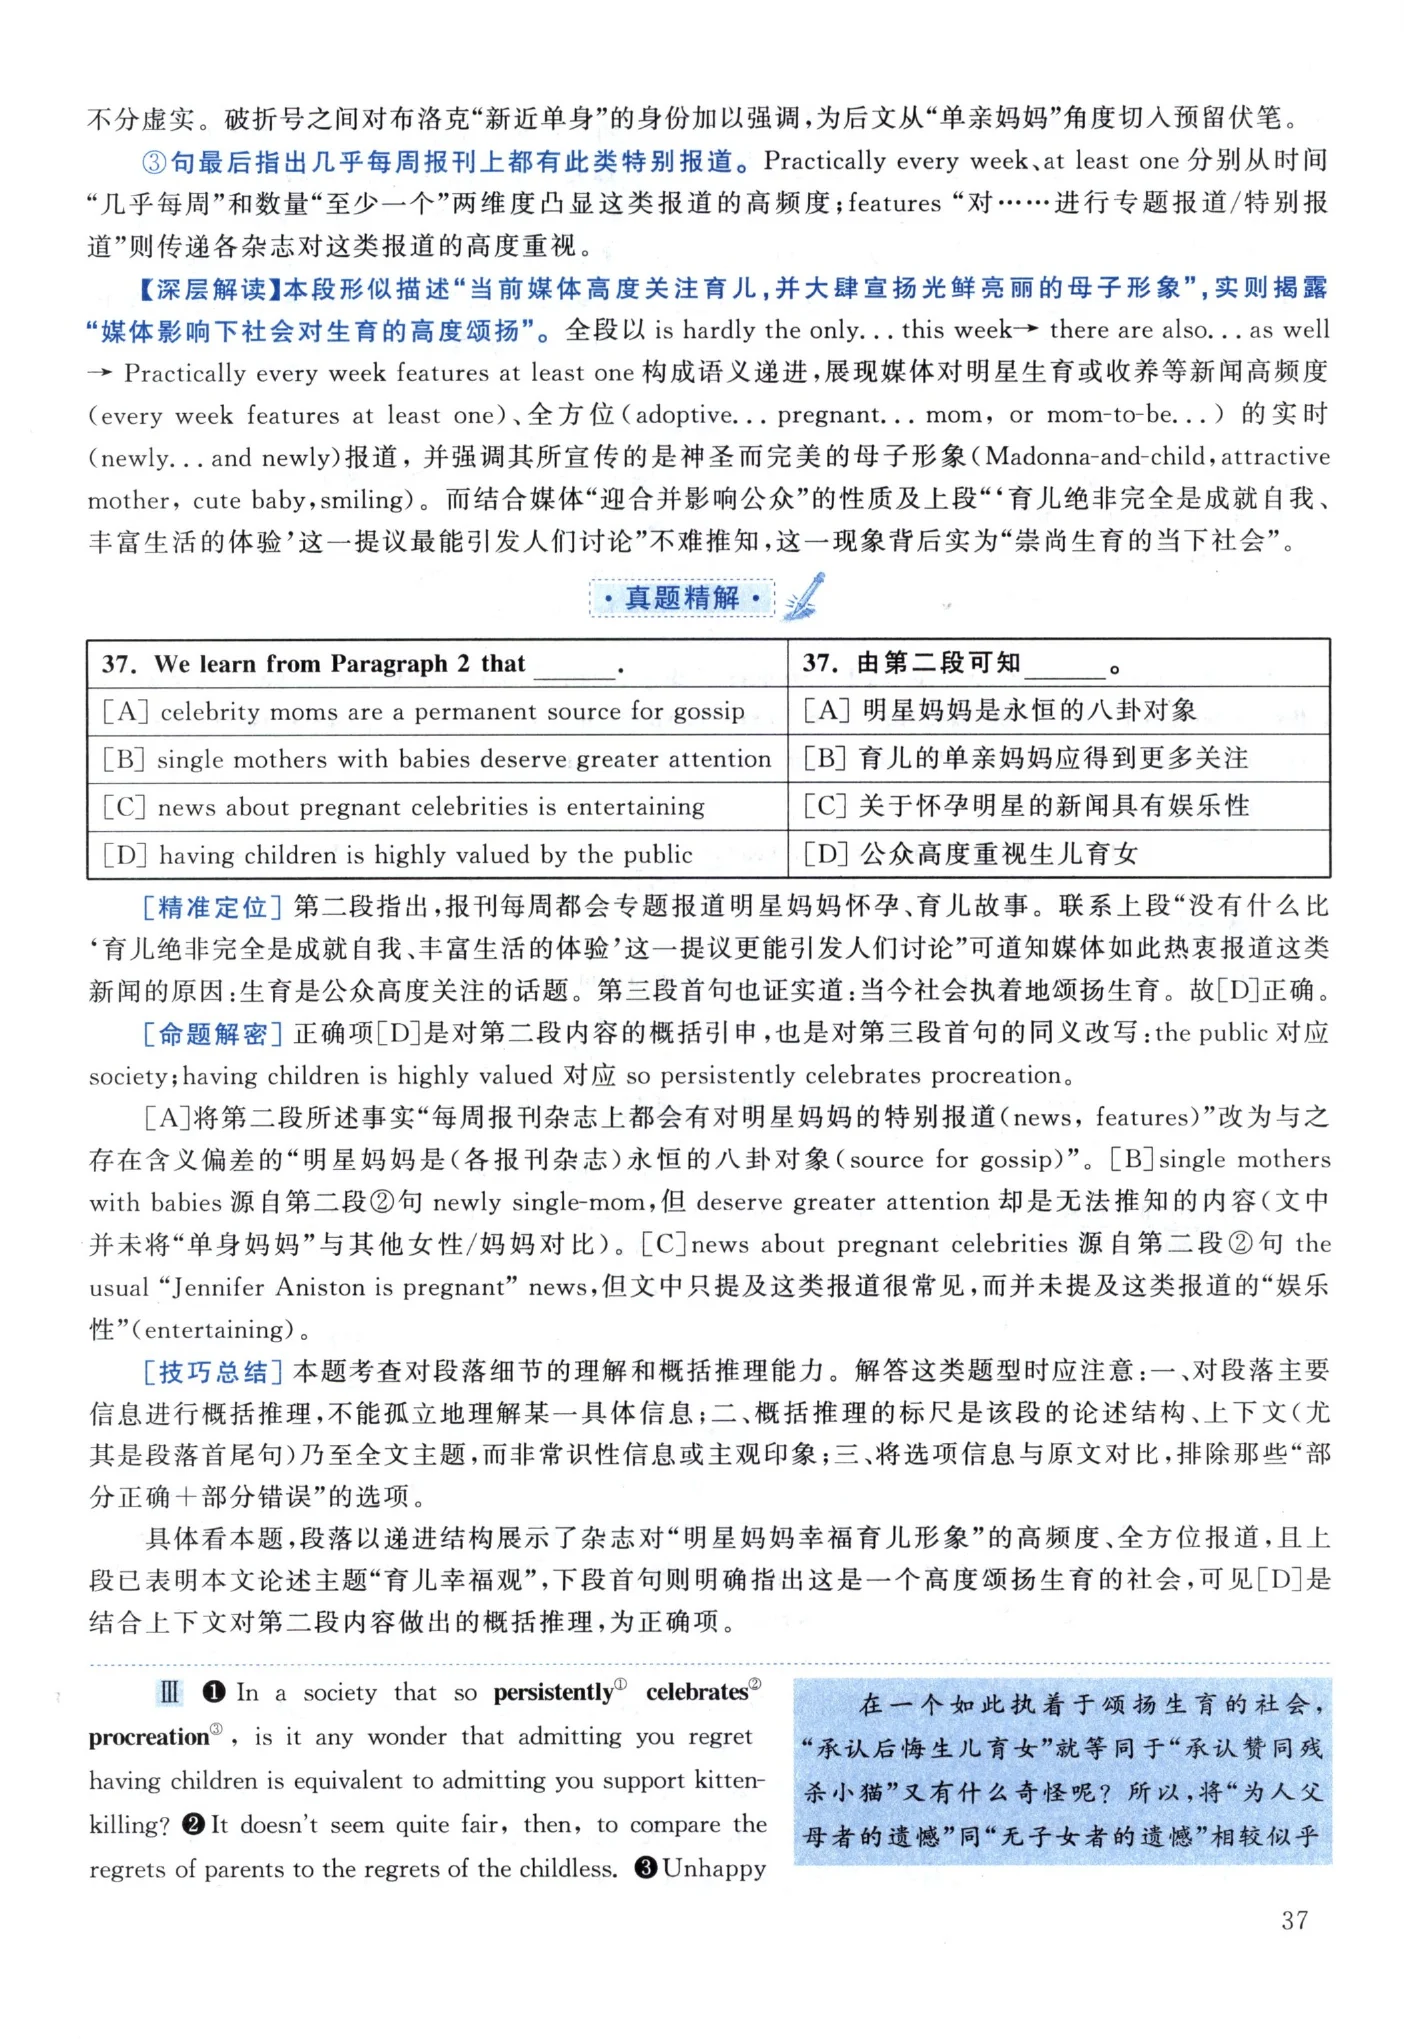 不分虚实。破折号之间对布洛克“新近单身”的身份加以强调,为后文从“单亲妈妈”角度切入预留伏笔。
③句最后指出几乎每周报刊上都有此类特别报道。Practically every week、at least one 分别从时间
“几乎每周”和数量“至少一个”两维度凸显这类报道的高频度;features “对……进行专题报道/特别报
道”则传递各杂志对这类报道的高度重视。
【深层解读】本段形似描述“当前媒体高度关注育儿,并大肆宣扬光鲜亮丽的母子形象”,实则揭露
“媒体影响下社会对生育的高度颂扬”。全段以 is hardly the only... this week→ there are also... as well
→ Practically every week features at least one 构成语义递进,展现媒体对明星生育或收养等新闻高频度
(every week features at least one)、全方位(adoptive... pregnant... mom, or mom-to-be...) 的实时
(newly... and newly)报道, 并强调其所宣传的是神圣而完美的母子形象(Madonna-and-child,attractive
mother, cute baby,smiling)。而结合媒体“迎合并影响公众”的性质及上段“‘育儿绝非完全是成就自我、
丰富生活的体验’这一提议最能引发人们讨论”不难推知,这一现象背后实为“崇尚生育的当下社会”。
·真题精解·
37. We learn from Paragraph 2 that ______.
37. 由第二段可知______。
[A] celebrity moms are a permanent source for gossip
[A] 明星妈妈是永恒的八卦对象
[B] single mothers with babies deserve greater attention
[B] 育儿的单亲妈妈应得到更多关注
[C] news about pregnant celebrities is entertaining
[C] 关于怀孕明星的新闻具有娱乐性
[D] having children is highly valued by the public
[D] 公众高度重视生儿育女
[精准定位] 第二段指出,报刊每周都会专题报道明星妈妈怀孕、育儿故事。联系上段“没有什么比
‘育儿绝非完全是成就自我、丰富生活的体验’这一提议更能引发人们讨论”可道知媒体如此热衷报道这类
新闻的原因:生育是公众高度关注的话题。第三段首句也证实道:当今社会执着地颂扬生育。故[D]正确。
[命题解密] 正确项[D]是对第二段内容的概括引申,也是对第三段首句的同义改写:the public 对应
society;having children is highly valued 对应 so persistently celebrates procreation。
[A]将第二段所述事实“每周报刊杂志上都会有对明星妈妈的特别报道(news, features)”改为与之
存在含义偏差的“明星妈妈是(各报刊杂志)永恒的八卦对象(source for gossip)”。[B]single mothers
with babies 源自第二段②句 newly single-mom,但 deserve greater attention 却是无法推知的内容(文中
并未将“单身妈妈”与其他女性/妈妈对比)。[C]news about pregnant celebrities 源自第二段②句 the
usual “Jennifer Aniston is pregnant” news,但文中只提及这类报道很常见,而并未提及这类报道的“娱乐
性”(entertaining)。
[技巧总结] 本题考查对段落细节的理解和概括推理能力。解答这类题型时应注意:一、对段落主要
信息进行概括推理,不能孤立地理解某一具体信息;二、概括推理的标尺是该段的论述结构、上下文(尤
其是段落首尾句)乃至全文主题,而非常识性信息或主观印象;三、将选项信息与原文对比,排除那些“部
分正确+部分错误”的选项。
具体看本题,段落以递进结构展示了杂志对“明星妈妈幸福育儿形象”的高频度、全方位报道,且上
段已表明本文论述主题“育儿幸福观”,下段首句则明确指出这是一个高度颂扬生育的社会,可见[D]是
结合上下文对第二段内容做出的概括推理,为正确项。
Ⅲ ❶ In a society that so persistently① celebrates②
procreation③, is it any wonder that admitting you regret
having children is equivalent to admitting you support kitten-
killing? ❷It doesn't seem quite fair, then, to compare the
regrets of parents to the regrets of the childless. ❸Unhappy
在一个如此执着于颂扬生育的社会,
“承认后悔生儿育女”就等同于“承认赞同残
杀小猫”又有什么奇怪呢？所以,将“为人父
母者的遗憾”同“无子女者的遗憾”相较似乎
37